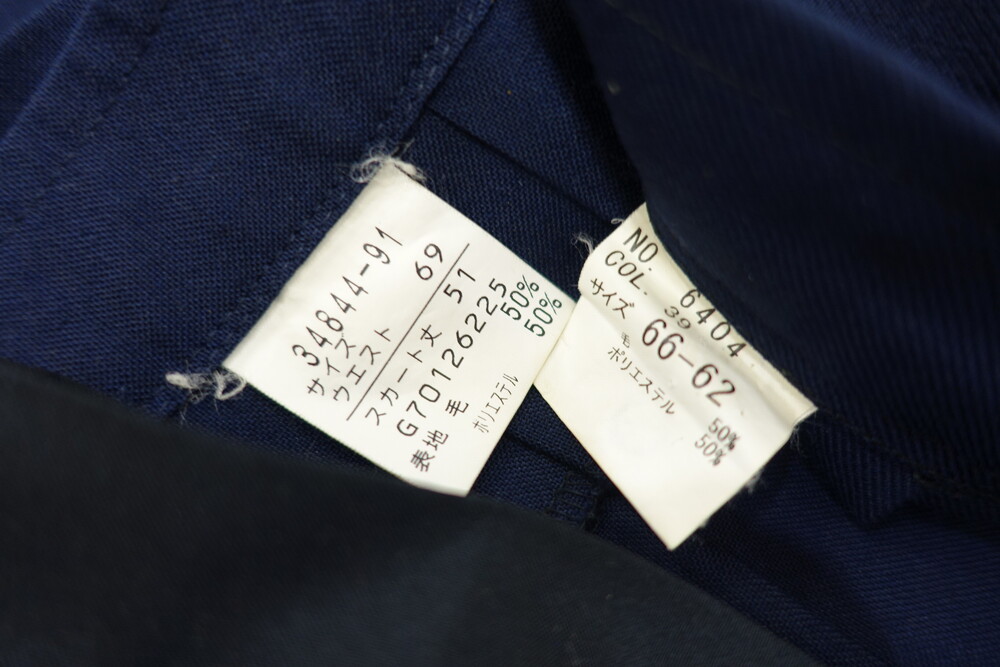 34844-91
サイズ
ウエスト 69
スカート丈 51
G70126225
表地 毛 50%
ポリエステル 50%
NO. 6404
COL. 39
サイズ 66-62
毛 50%
ポリエステル 50%